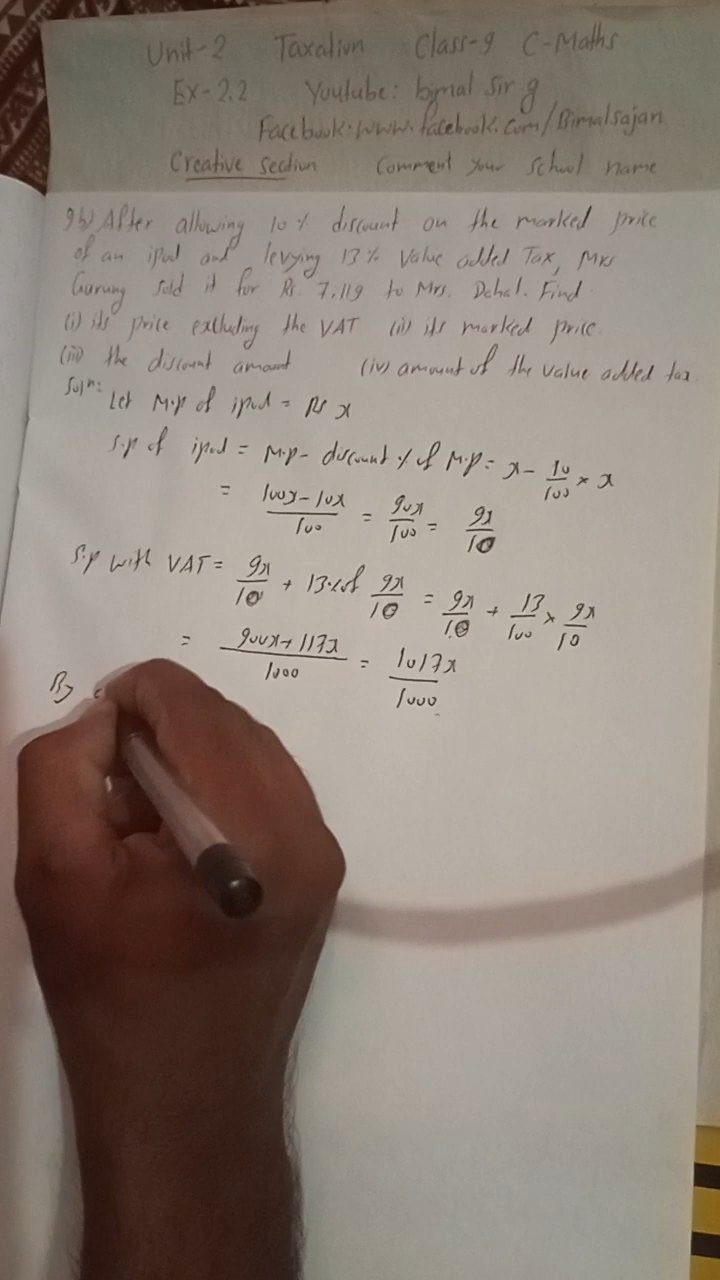 Unit-2 Taxation Class-9 C-Maths
Ex-2.2 Youtube: bimal sir g
Facebook:www.facebook.com/Bimalsajan
Creative section Comment your school name
9b) After allowing 10% discount on the marked price
of an ipod and levying 13% Value added Tax, Mrs
Gurung sold it for Rs 7,119 to Mrs. Dahal. Find
(i) its price excluding the VAT (ii) its marked price.
(iii) the discount amount (iv) amount of the value added tax
Soln: Let M.P of ipod = Rs x
S.P of ipod = M.P - discount % of M.P = x - 10/100 × x
= 100x-10x/100 = 90x/100 = 9x/10
S.P with VAT = 9x/10 + 13% of 9x/10 = 9x/10 + 13/100 × 9x/10
= 900x+117x/1000 = 1017x/1000
By